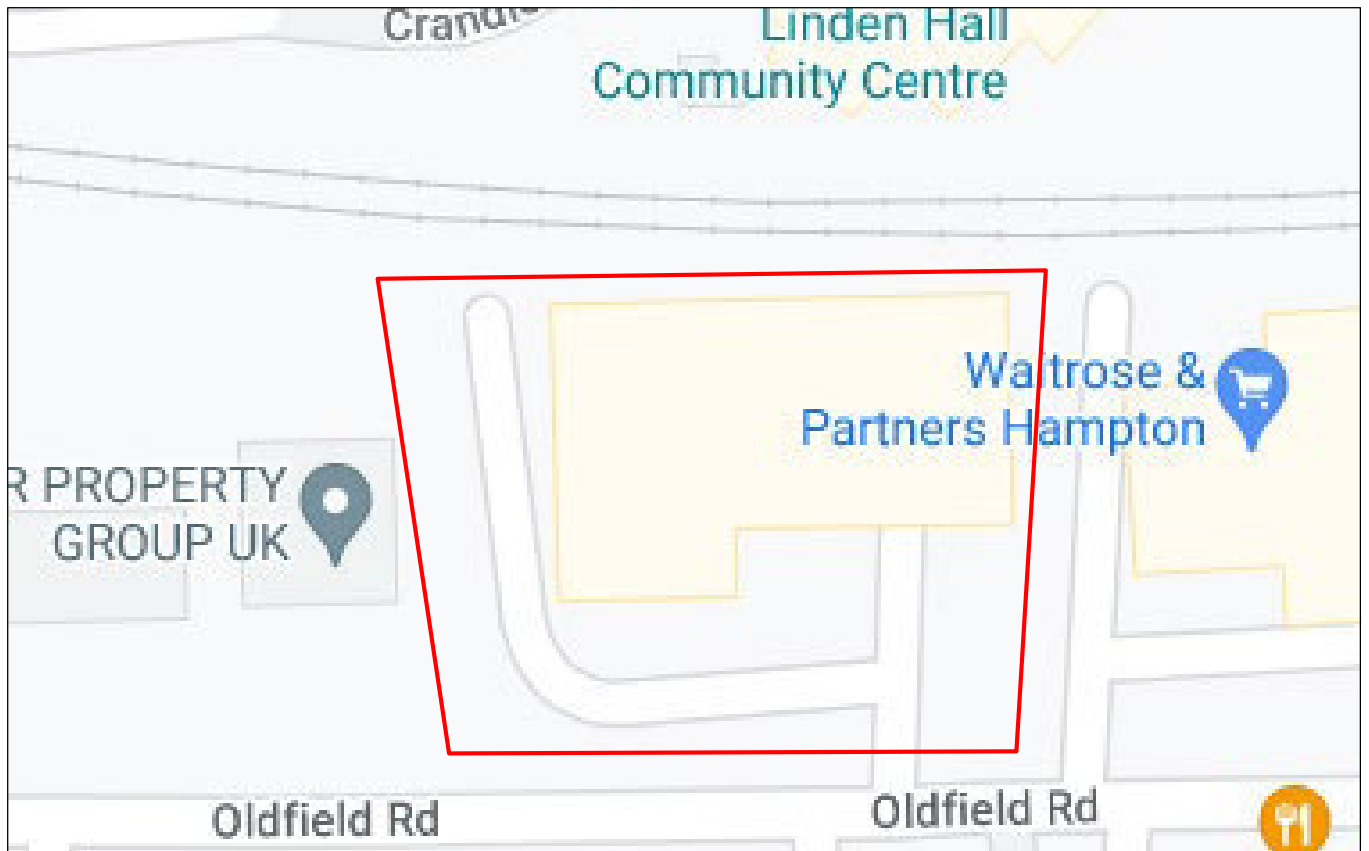 Linden Hall
Community Centre
Waitrose &
Partners Hampton
R PROPERTY
GROUP UK
Oldfield Rd
Oldfield Rd